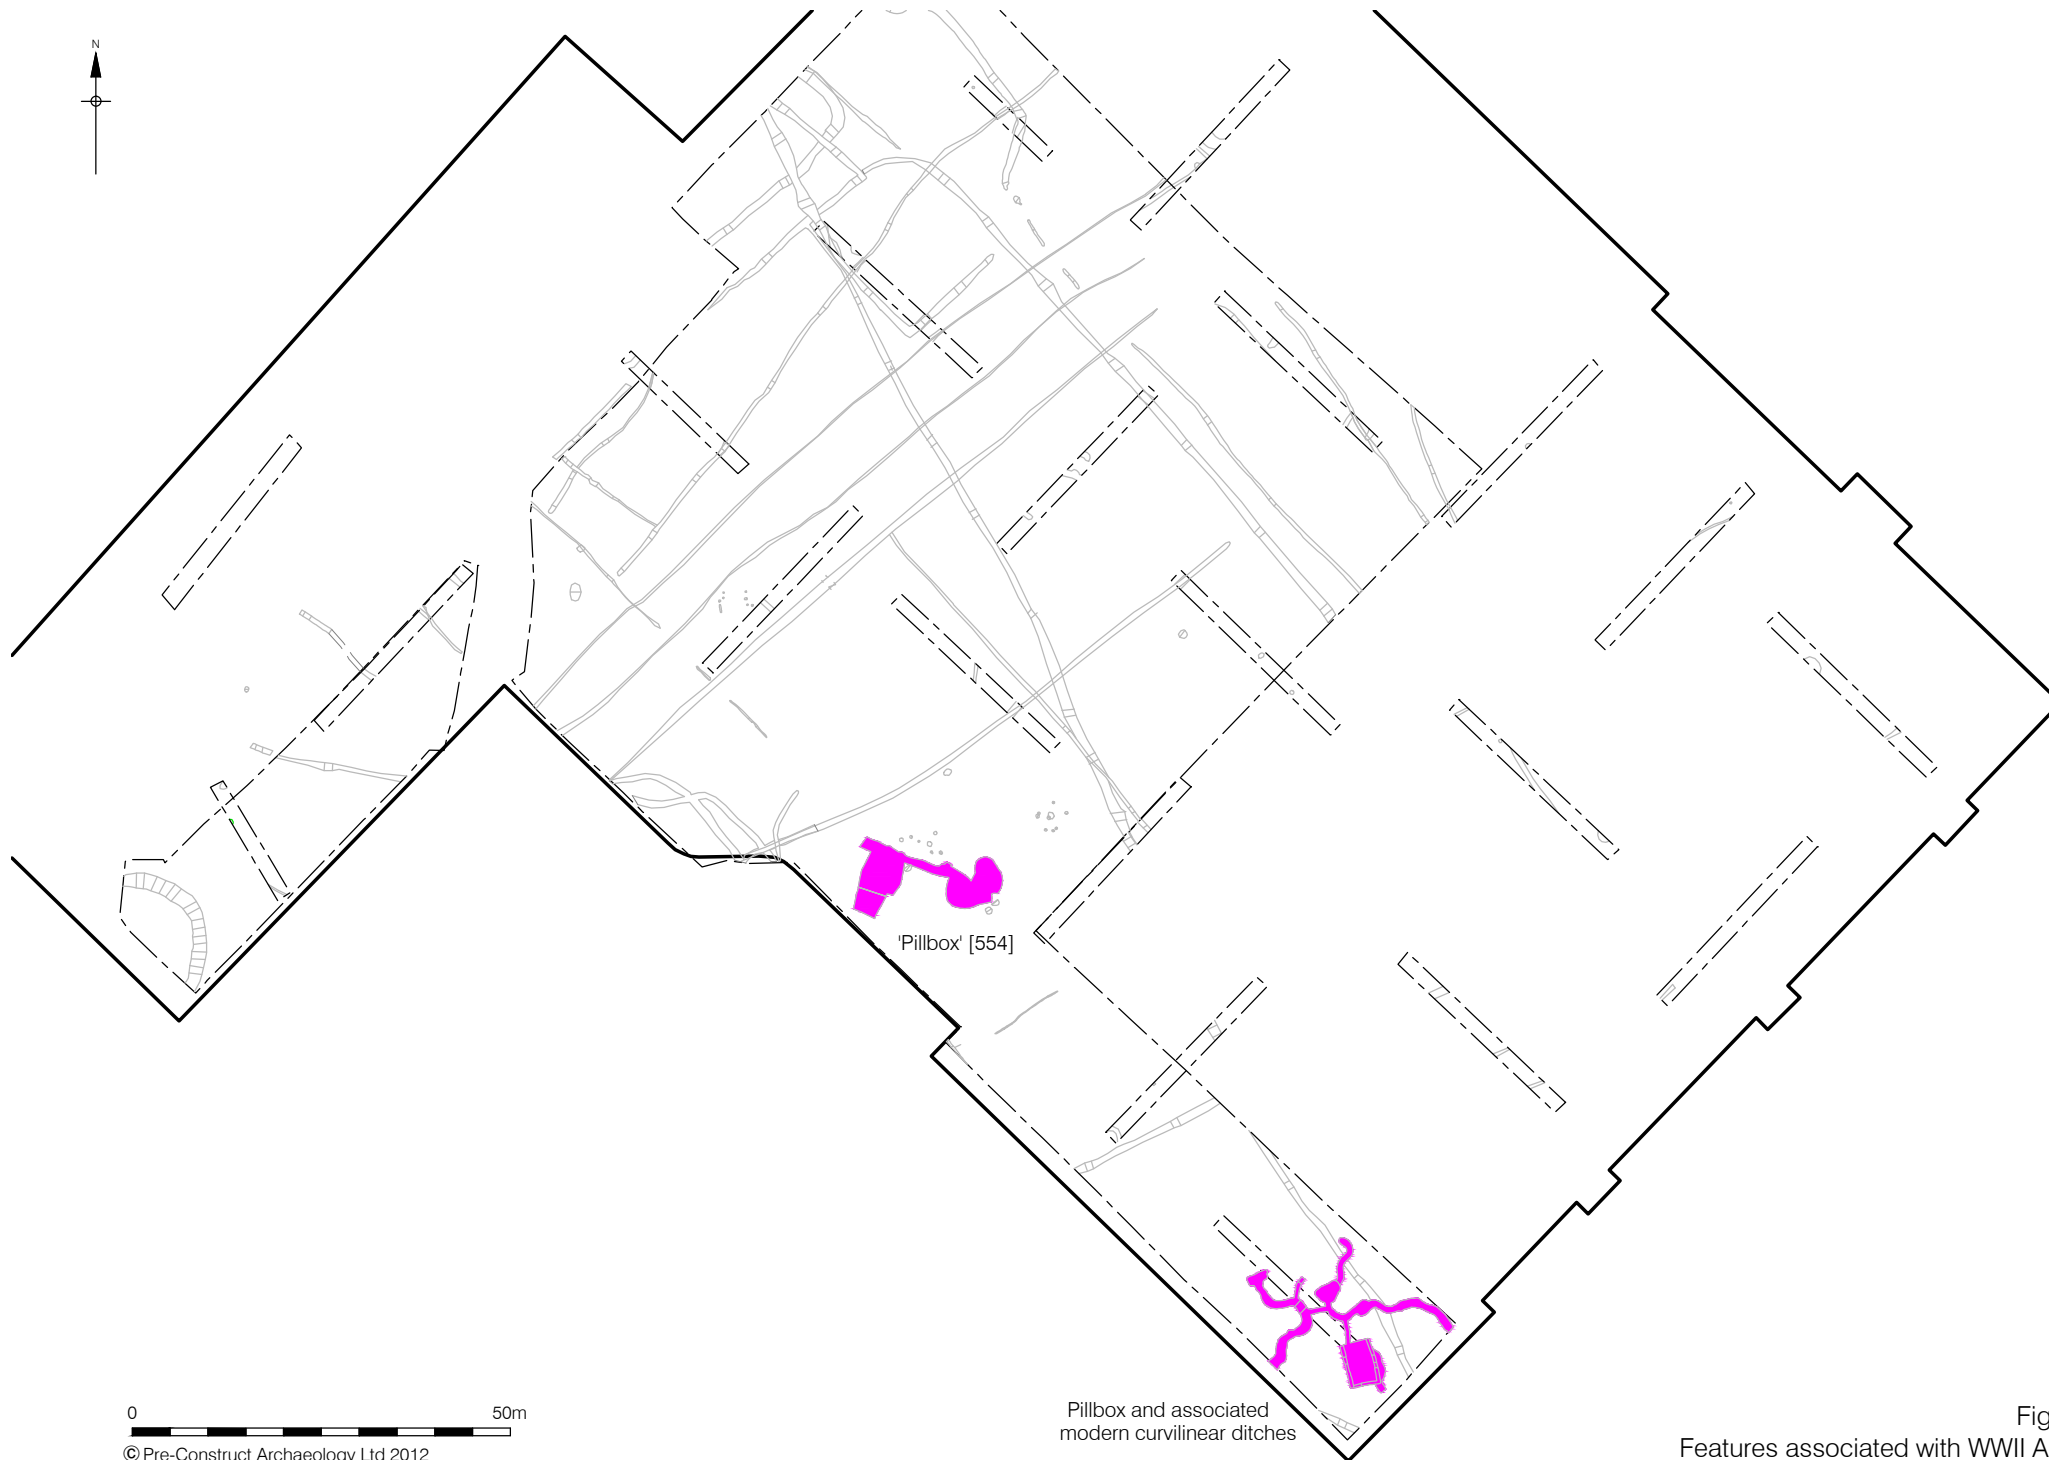 N
'Pillbox' [554]
0 50m
© Pre-Construct Archaeology Ltd 2012
Pillbox and associated
modern curvilinear ditches
Fig
Features associated with WWII A